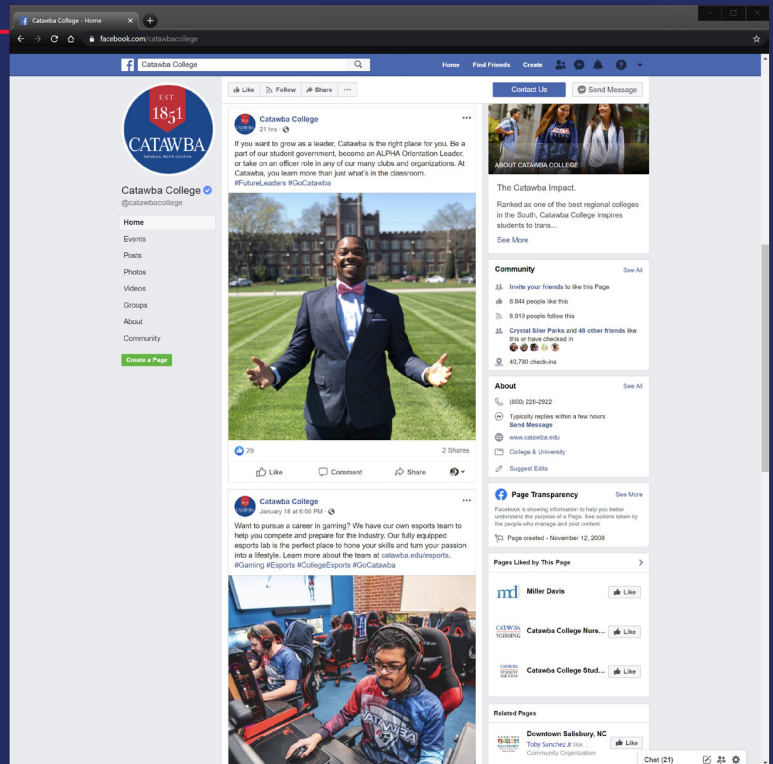 Catawba College - Home
facebook.com/catawbacollege
Catawba College
Home Find Friends Create
EST.
1851
CATAWBA
Salisbury, North Carolina
Catawba College
@catawbacollege
Home
Events
Posts
Photos
Videos
Groups
About
Community
Create a Page
Like Follow Share ...
Contact Us Send Message
Catawba College
21 hrs ·
If you want to grow as a leader, Catawba is the right place for you. Be a
part of our student government, become an ALPHA Orientation Leader,
or take on an officer role in any of our many clubs and organizations. At
Catawba, you learn more than just what's in the classroom.
#FutureLeaders #GoCatawba
29 2 Shares
Like Comment Share
Catawba College
January 18 at 6:00 PM ·
Want to pursue a career in gaming? We have our own esports team to
help you compete and prepare for the industry. Our fully equipped
esports lab is the perfect place to hone your skills and turn your passion
into a lifestyle. Learn more about the team at catawba.edu/esports.
#Gaming #Esports #CollegeEsports #GoCatawba
CATAWBA
ABOUT CATAWBA COLLEGE
The Catawba Impact.
Ranked as one of the best regional colleges
in the South, Catawba College inspires
students to trans...
See More
Community See All
Invite your friends to like this Page
8,844 people like this
8,019 people follow this
Crystal Siler Parks and 48 other friends like
this or have checked in
40,790 check-ins
About See All
(800) 228-2922
Typically replies within a few hours
Send Message
www.catawba.edu
College & University
Suggest Edits
Page Transparency See More
Facebook is showing information to help you better
understand the purpose of a Page. See actions taken by
the people who manage and post content.
Page created - November 12, 2008
Pages Liked by This Page
md Miller Davis Like
CATAWBA
NURSING
Catawba College Nurs... Like
CATAWBA
STUDENT
SUCCESS
Catawba College Stud... Like
Related Pages
Downtown Salisbury, NC
Toby Sanchez Jr like...
Community Organization
Like
Chat (21)